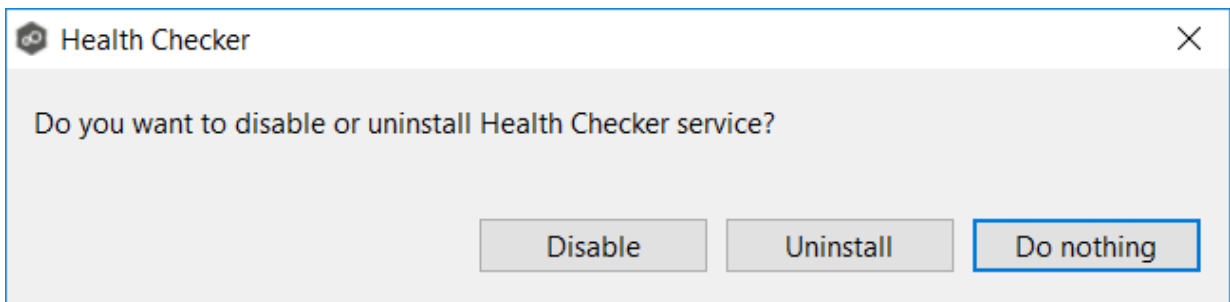 Health Checker
Do you want to disable or uninstall Health Checker service?
Disable Uninstall Do nothing